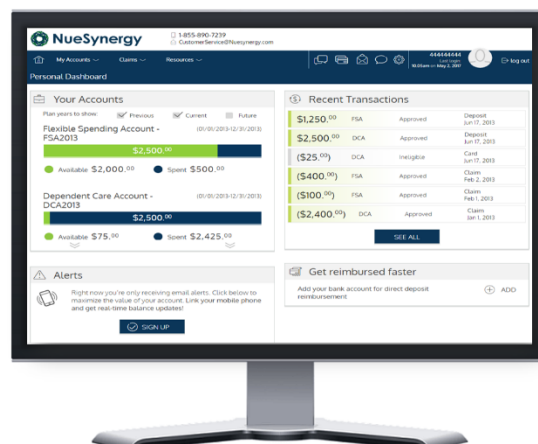 NueSynergy
1-855-890-7239
CustomerService@Nuesynergy.com
My Accounts
Claims
Resources
444444444
Last Login
log out
Personal Dashboard
Your Accounts
Plan years to show: Previous Current Future
Flexible Spending Account - FSA2013 (01/01/2013-12/31/2013)
$2,500.00
Available $2,000.00 Spent $500.00
Dependent Care Account - DCA2013 (01/01/2013-12/31/2013)
$2,500.00
Available $75.00 Spent $2,425.00
Alerts
Right now you're only receiving email alerts. Click below to
maximize the value of your account. Link your mobile phone
and get real-time balance updates!
SIGN UP
Recent Transactions
$1,250.00 FSA Approved Deposit Jun 17, 2013
$2,500.00 DCA Approved Deposit Jun 17, 2013
($25.00) DCA Ineligible Card Jun 17, 2013
($400.00) FSA Approved Claim Feb 2, 2013
($100.00) FSA Approved Claim Feb 1, 2013
($2,400.00) DCA Approved Claim Jan 1, 2013
SEE ALL
Get reimbursed faster
Add your bank account for direct deposit
reimbursement
ADD